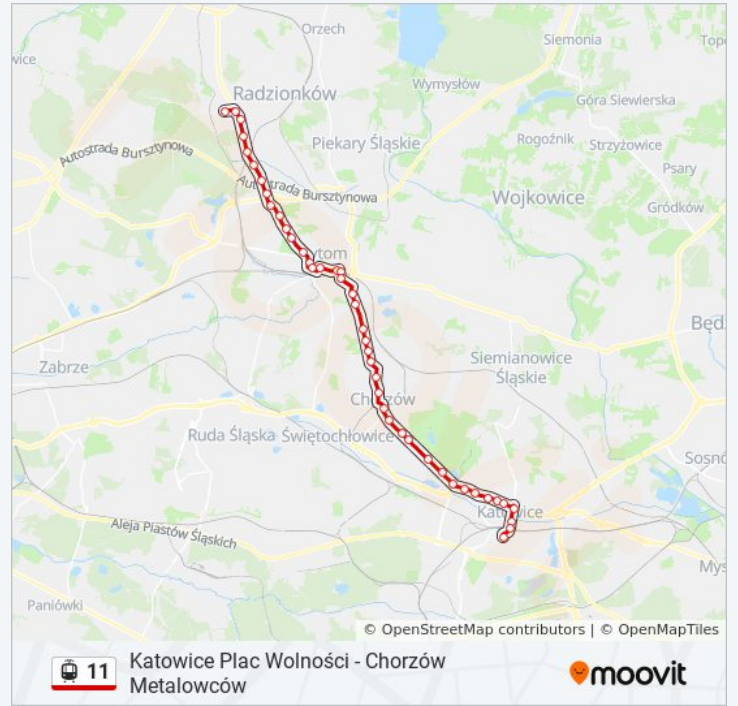 Orzech
Siemonia
Topo
wice
Radzionków
Wymysłów
Góra Siewierska
Rogoźnik
Strzyżowice
Piekary Śląskie
Autostrada Bursztynowa
Psary
Autostrada Bursztynowa
Wojkowice
Gródków
ytom
Będ
Siemianowice
Śląskie
Zabrze
Chorzów
Ruda Śląska
Świętochłowice
Sosno
Katowice
Aleja Piastów Śląskich
Mys
Paniówki
© OpenStreetMap contributors | © OpenMapTiles
11
Katowice Plac Wolności - Chorzów
Metalowców
moovit